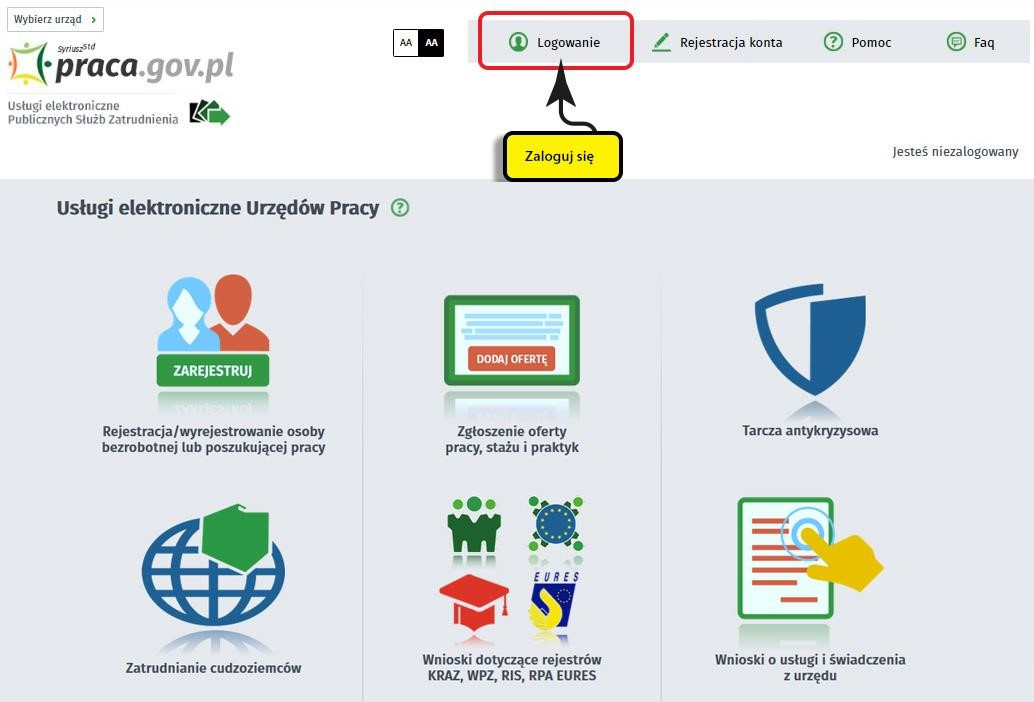 Wybierz urząd
AA AA
Logowanie
Rejestracja konta
Pomoc
Faq
SyriuszStd
praca.gov.pl
Usługi elektroniczne
Publicznych Służb Zatrudnienia
Zaloguj się
Jesteś niezalogowany
Usługi elektroniczne Urzędów Pracy
ZAREJESTRUJ
Rejestracja/wyrejestrowanie osoby
bezrobotnej lub poszukującej pracy
DODAJ OFERTĘ
Zgłoszenie oferty
pracy, stażu i praktyk
Tarcza antykryzysowa
Zatrudnianie cudzoziemców
EURES
Wnioski dotyczące rejestrów
KRAZ, WPZ, RIS, RPA EURES
Wnioski o usługi i świadczenia
z urzędu